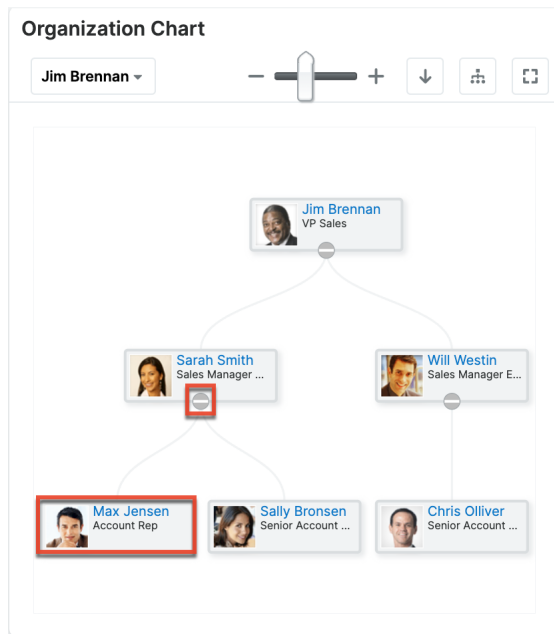 Organization Chart
Jim Brennan
Jim Brennan
VP Sales
Sarah Smith
Sales Manager ...
Will Westin
Sales Manager E...
Max Jensen
Account Rep
Sally Bronsen
Senior Account ...
Chris Olliver
Senior Account ...